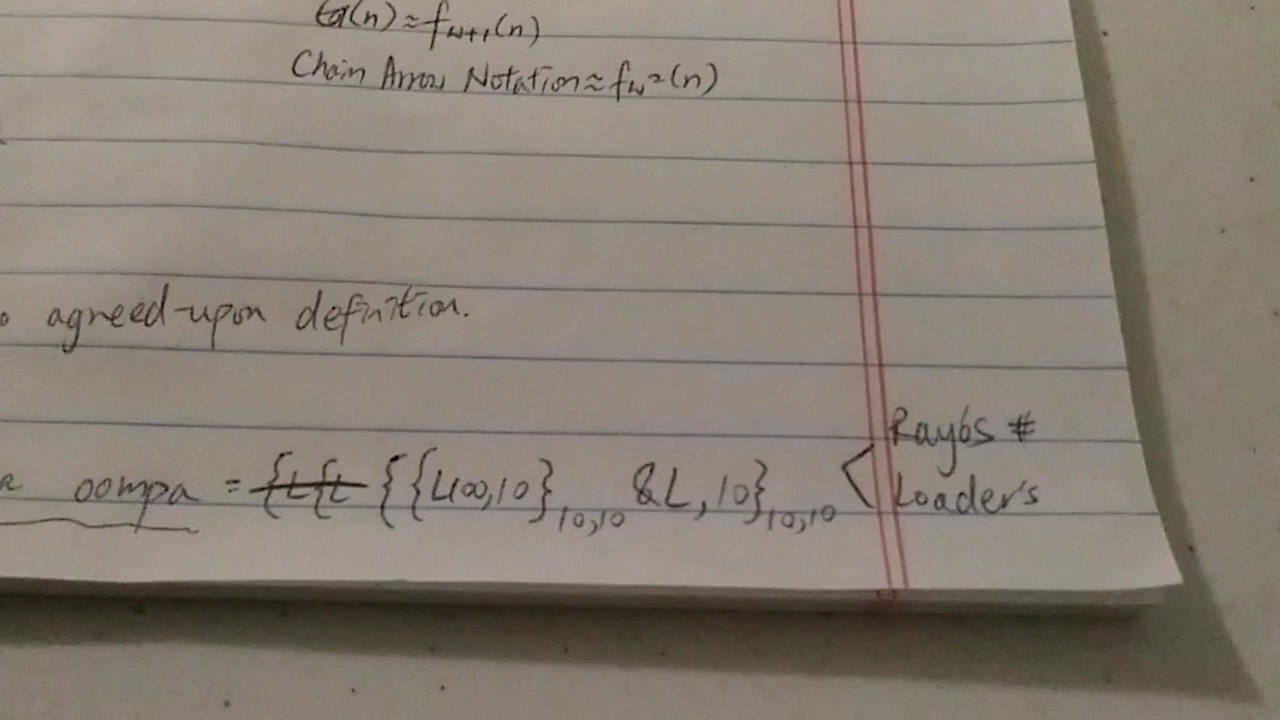 G(n)≈f_{ω+1}(n)
Chain Arrow Notation≈f_{ω^2}(n)
agreed-upon definition.
oompa = {{L100,10}_{10,10} &L,10}_{10,10} < Rayo's #
Loader's